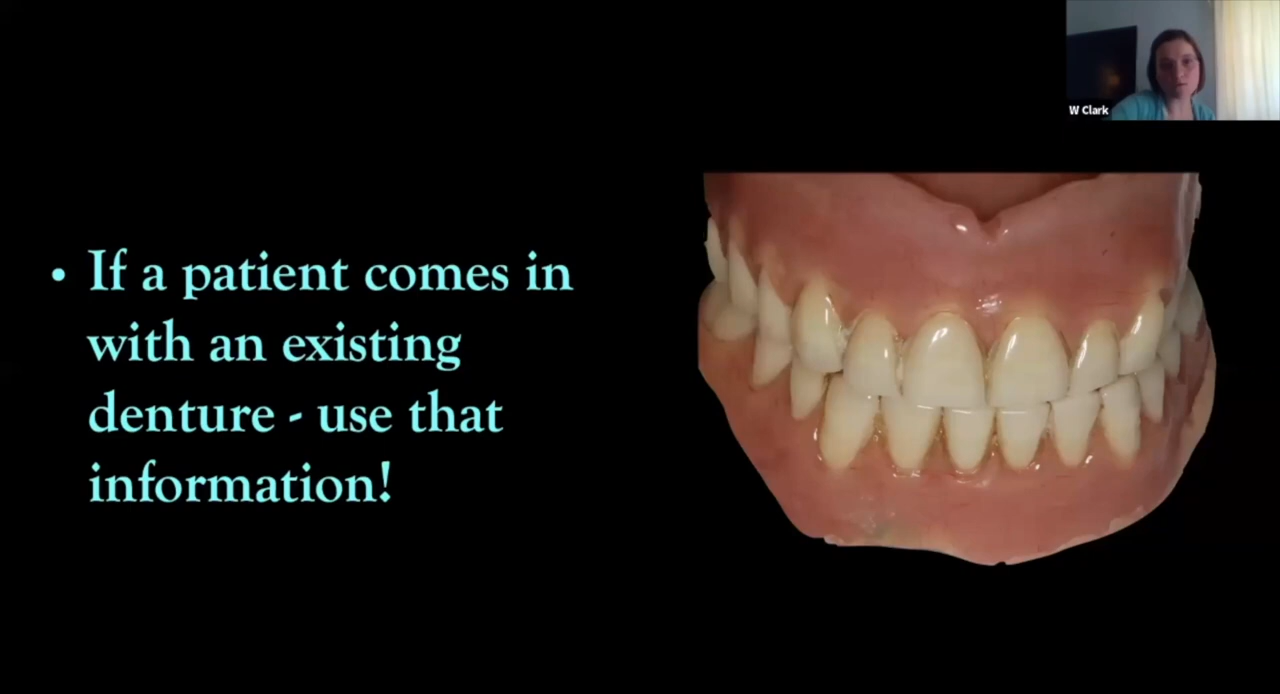 W Clark
• If a patient comes in
with an existing
denture - use that
information!